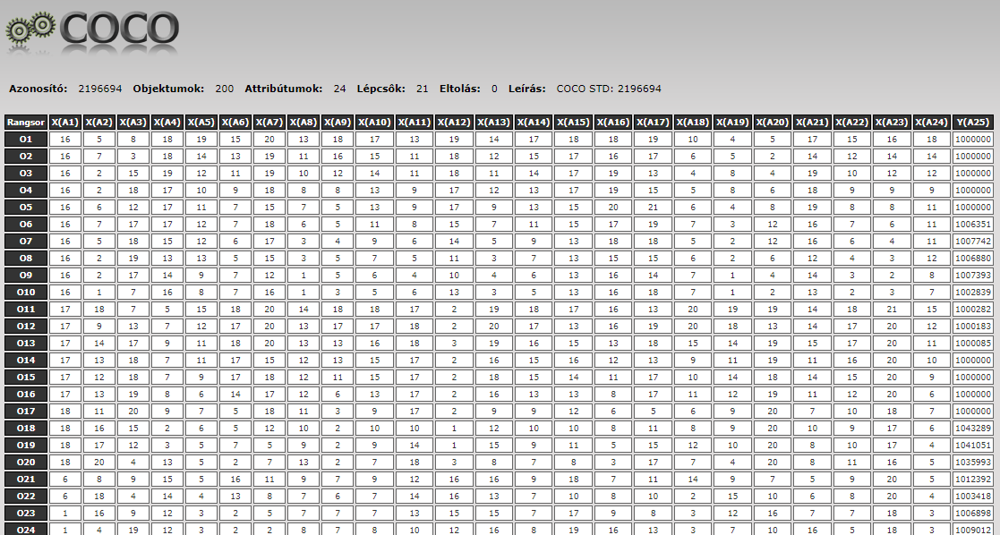 COCO
Azonosító: 2196694 Objektumok: 200 Attribútumok: 24 Lépcsők: 21 Eltolás: 0 Leírás: COCO STD: 2196694
Rangsor X(A1) X(A2) X(A3) X(A4) X(A5) X(A6) X(A7) X(A8) X(A9) X(A10) X(A11) X(A12) X(A13) X(A14) X(A15) X(A16) X(A17) X(A18) X(A19) X(A20) X(A21) X(A22) X(A23) X(A24) Y(A25)
O1 16 5 8 18 19 15 20 13 18 17 13 19 14 17 18 18 19 10 4 5 17 15 16 18 1000000
O2 16 7 3 18 14 13 19 11 16 15 11 18 12 15 17 16 17 6 5 2 14 12 14 14 1000000
O3 16 2 15 19 12 11 19 10 12 14 11 18 11 14 17 19 13 4 8 4 19 10 12 12 1000000
O4 16 2 18 17 10 9 18 8 8 13 9 17 12 13 17 19 15 5 8 6 18 9 9 9 1000000
O5 16 6 12 17 11 7 15 7 5 13 9 17 9 13 15 20 21 6 4 8 19 8 8 11 1000000
O6 16 7 17 17 12 7 18 6 5 11 8 15 7 11 15 17 19 7 3 12 16 7 6 11 1006351
O7 16 5 18 15 12 6 17 3 4 9 6 14 5 9 13 18 18 5 2 12 16 6 4 11 1007742
O8 16 2 19 13 13 5 15 3 5 7 5 11 3 7 13 15 15 6 2 6 12 4 3 12 1006880
O9 16 2 17 14 9 7 12 1 5 6 4 10 4 6 13 16 14 7 1 4 14 3 2 8 1007393
O10 16 1 7 16 8 7 16 1 3 5 6 13 3 5 13 16 18 7 1 2 13 2 3 7 1002839
O11 17 18 7 5 15 18 20 14 18 18 17 2 19 18 17 16 13 20 19 19 14 18 21 15 1000282
O12 17 9 13 7 12 17 20 13 17 17 18 2 20 17 13 16 19 20 18 13 14 17 20 12 1000183
O13 17 14 17 9 11 18 20 13 13 16 18 3 19 16 15 13 18 15 14 19 15 17 20 11 1000085
O14 17 13 18 7 11 17 15 12 13 15 17 2 16 15 16 12 13 9 11 19 11 16 20 10 1000000
O15 17 12 18 7 9 17 18 12 11 15 17 2 18 15 14 11 17 10 14 18 14 15 20 9 1000000
O16 17 13 19 8 6 14 17 12 6 13 17 2 16 13 13 8 17 11 12 19 11 12 20 6 1000000
O17 18 11 20 9 7 5 18 11 3 9 17 2 9 9 12 6 5 6 9 20 7 10 18 7 1000000
O18 18 16 15 2 6 5 12 10 2 10 10 1 12 10 10 8 11 8 9 20 10 9 17 6 1043289
O19 18 17 12 3 5 7 5 9 2 9 14 1 15 9 11 5 15 12 10 20 8 10 17 4 1041051
O20 18 20 4 13 5 2 7 13 2 7 18 3 8 7 8 3 17 7 4 20 8 11 16 5 1035993
O21 6 8 9 15 5 16 11 9 7 9 12 16 16 9 18 7 11 14 9 7 5 9 20 5 1012392
O22 6 18 4 14 4 13 8 7 6 7 14 16 13 7 10 8 10 2 15 10 6 8 20 4 1003418
O23 1 16 9 12 3 2 5 7 7 7 13 15 15 7 17 9 8 3 12 16 7 7 18 3 1006898
O24 1 4 19 12 3 2 2 8 7 8 10 12 16 8 19 16 13 3 7 10 16 5 18 3 1009012